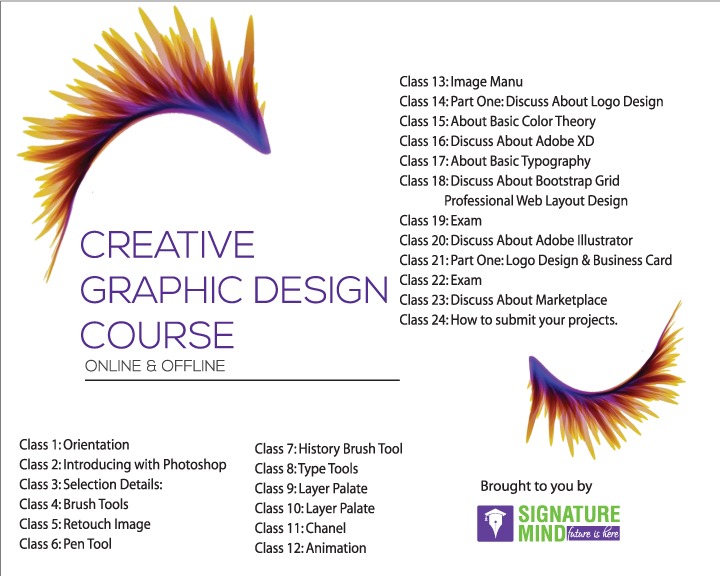 CREATIVE
GRAPHIC DESIGN
COURSE
ONLINE & OFFLINE
Class 1: Orientation
Class 2: Introducing with Photoshop
Class 3: Selection Details:
Class 4: Brush Tools
Class 5: Retouch Image
Class 6: Pen Tool
Class 7: History Brush Tool
Class 8: Type Tools
Class 9: Layer Palate
Class 10: Layer Palate
Class 11: Chanel
Class 12: Animation
Class 13: Image Manu
Class 14: Part One: Discuss About Logo Design
Class 15: About Basic Color Theory
Class 16: Discuss About Adobe XD
Class 17: About Basic Typography
Class 18: Discuss About Bootstrap Grid
Professional Web Layout Design
Class 19: Exam
Class 20: Discuss About Adobe Illustrator
Class 21: Part One: Logo Design & Business Card
Class 22: Exam
Class 23: Discuss About Marketplace
Class 24: How to submit your projects.
Brought to you by
SIGNATURE
MIND future is here